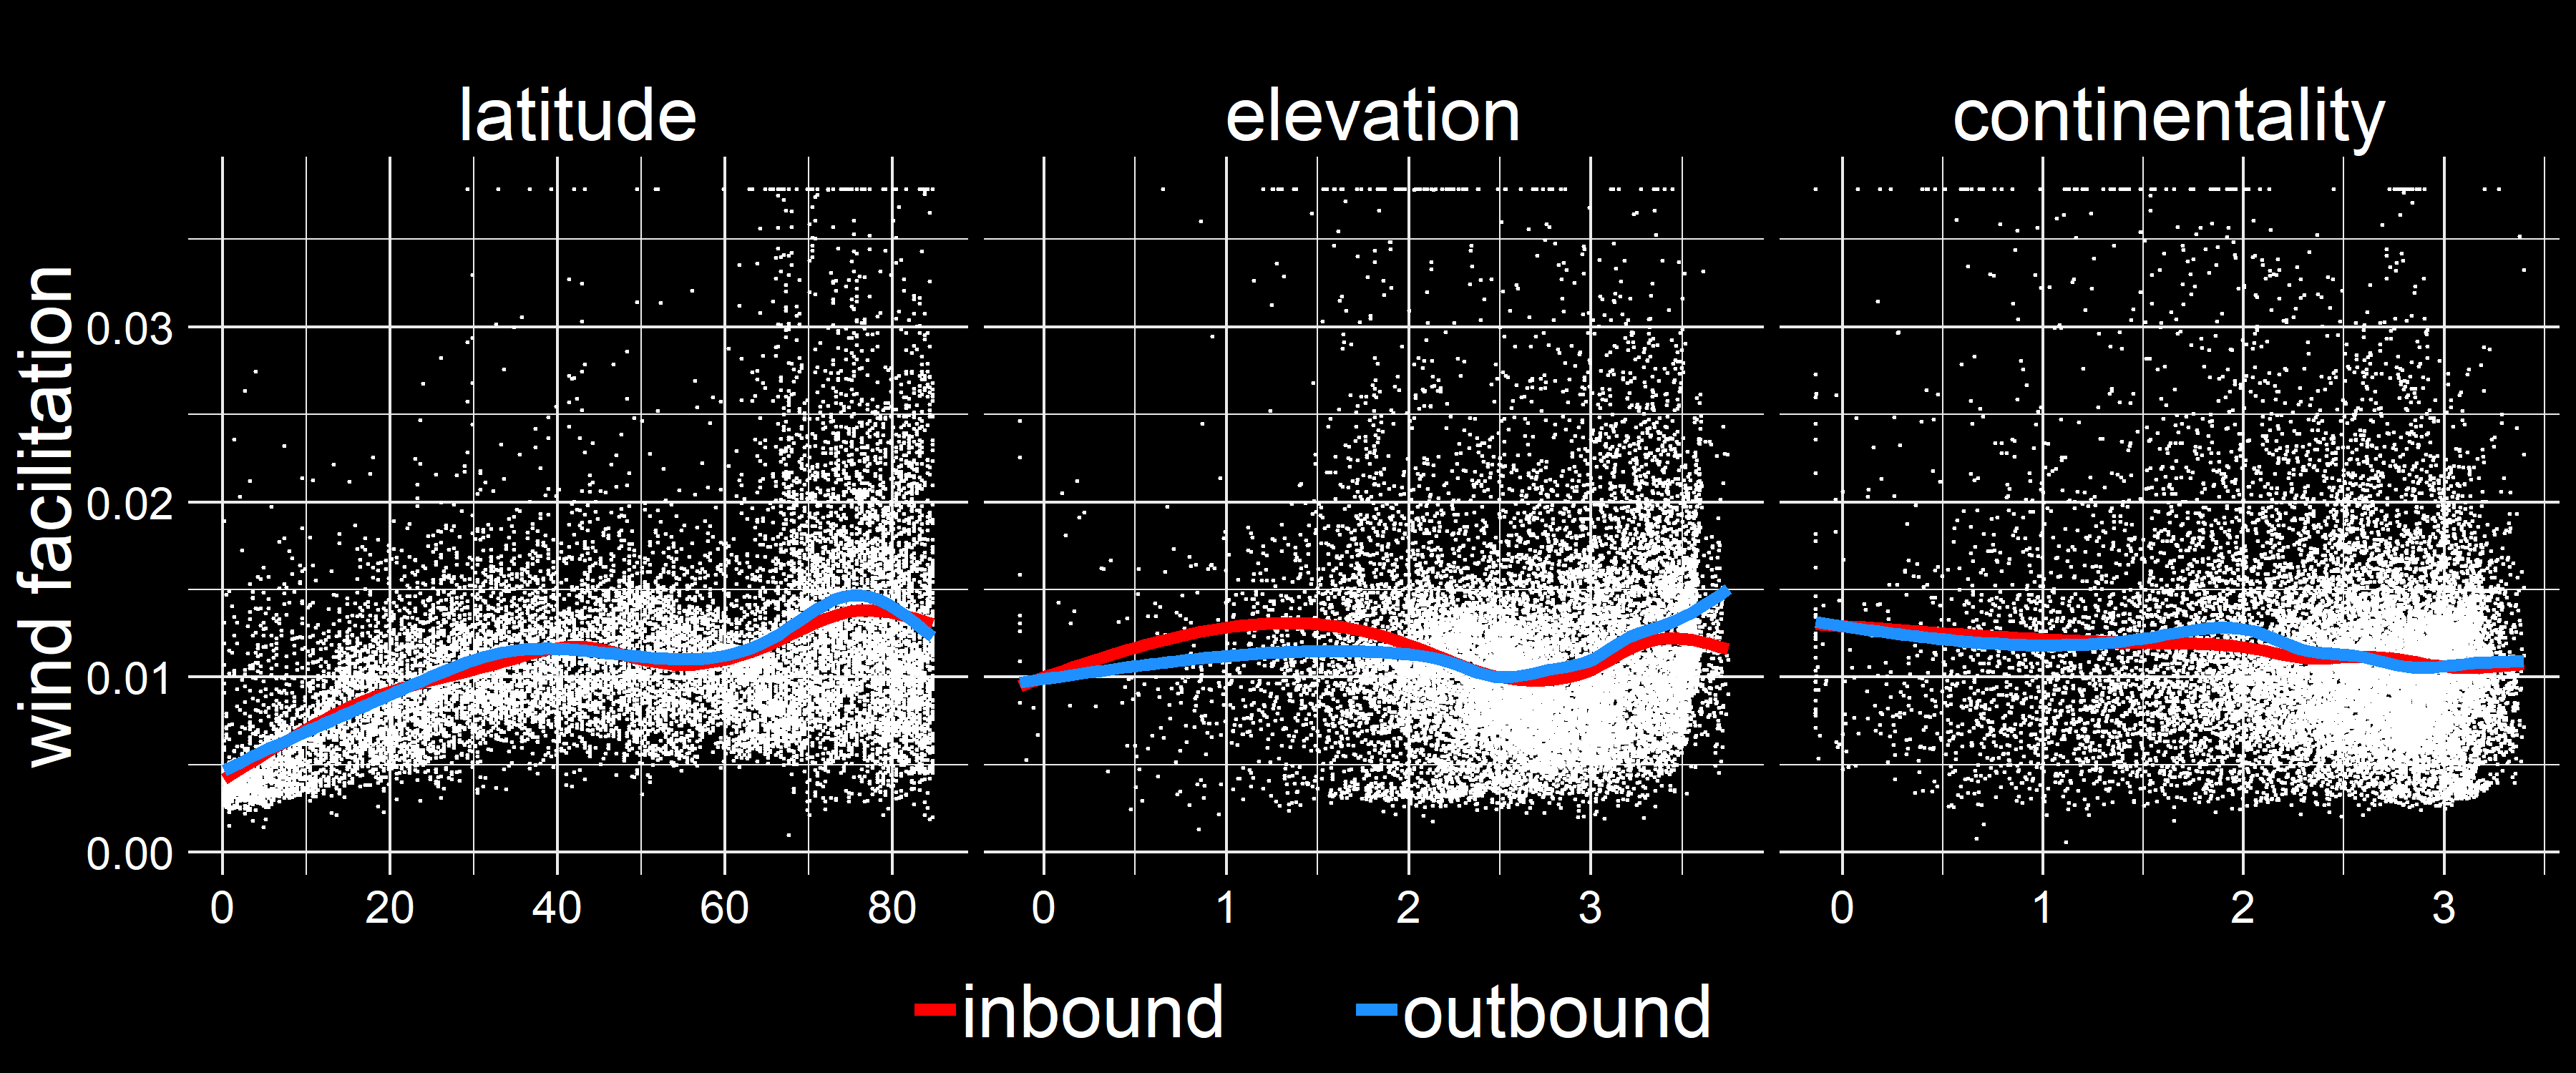 latitude elevation continentality
wind facilitation
0.03
0.02
0.01
0.00
0 20 40 60 80 0 1 2 3 0 1 2 3
inbound outbound